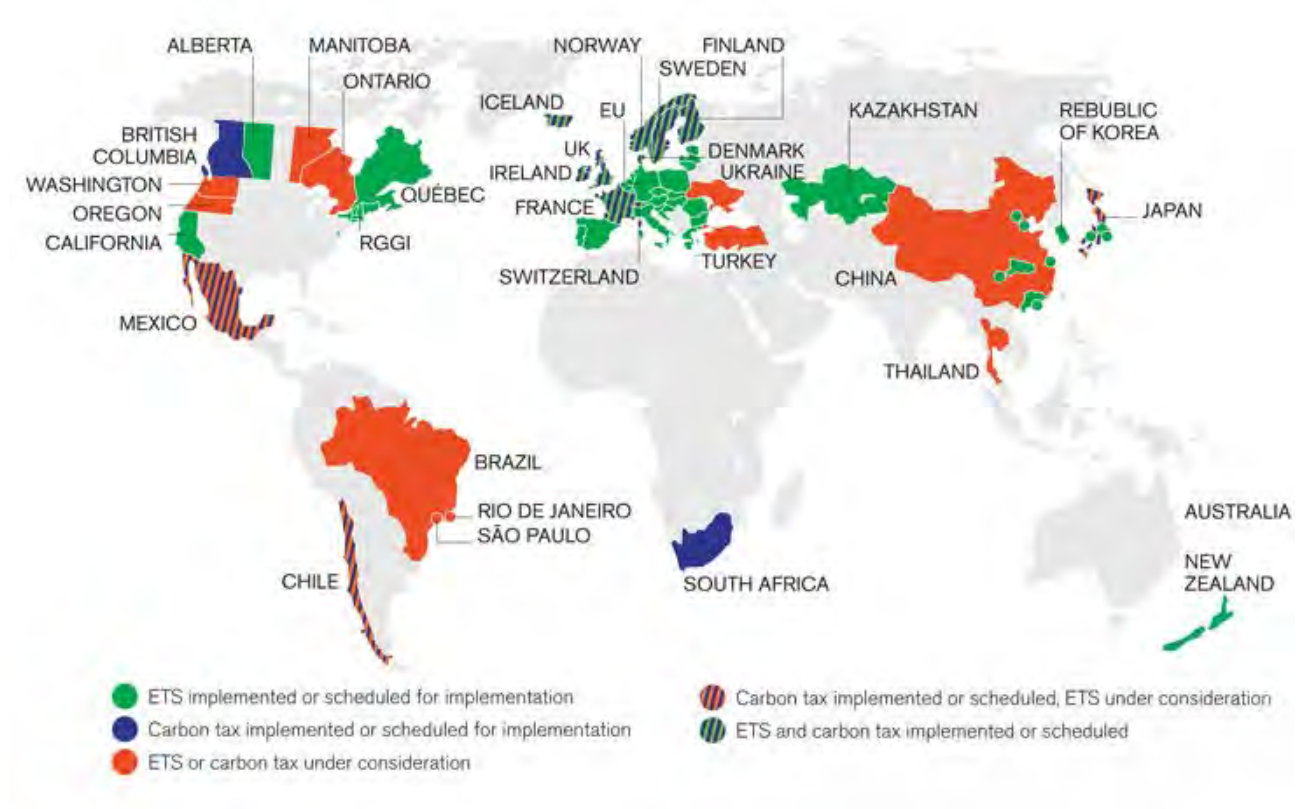 ALBERTA
MANITOBA
ONTARIO
NORWAY
FINLAND
SWEDEN
ICELAND
EU
KAZAKHSTAN
REBUBLIC
OF KOREA
BRITISH
COLUMBIA
UK
DENMARK
UKRAINE
IRELAND
WASHINGTON
QUÉBEC
FRANCE
OREGON
JAPAN
CALIFORNIA
RGGI
SWITZERLAND
TURKEY
CHINA
MEXICO
THAILAND
BRAZIL
RIO DE JANEIRO
SÃO PAULO
AUSTRALIA
CHILE
SOUTH AFRICA
NEW
ZEALAND
ETS implemented or scheduled for implementation
Carbon tax implemented or scheduled for implementation
ETS or carbon tax under consideration
Carbon tax implemented or scheduled, ETS under consideration
ETS and carbon tax implemented or scheduled